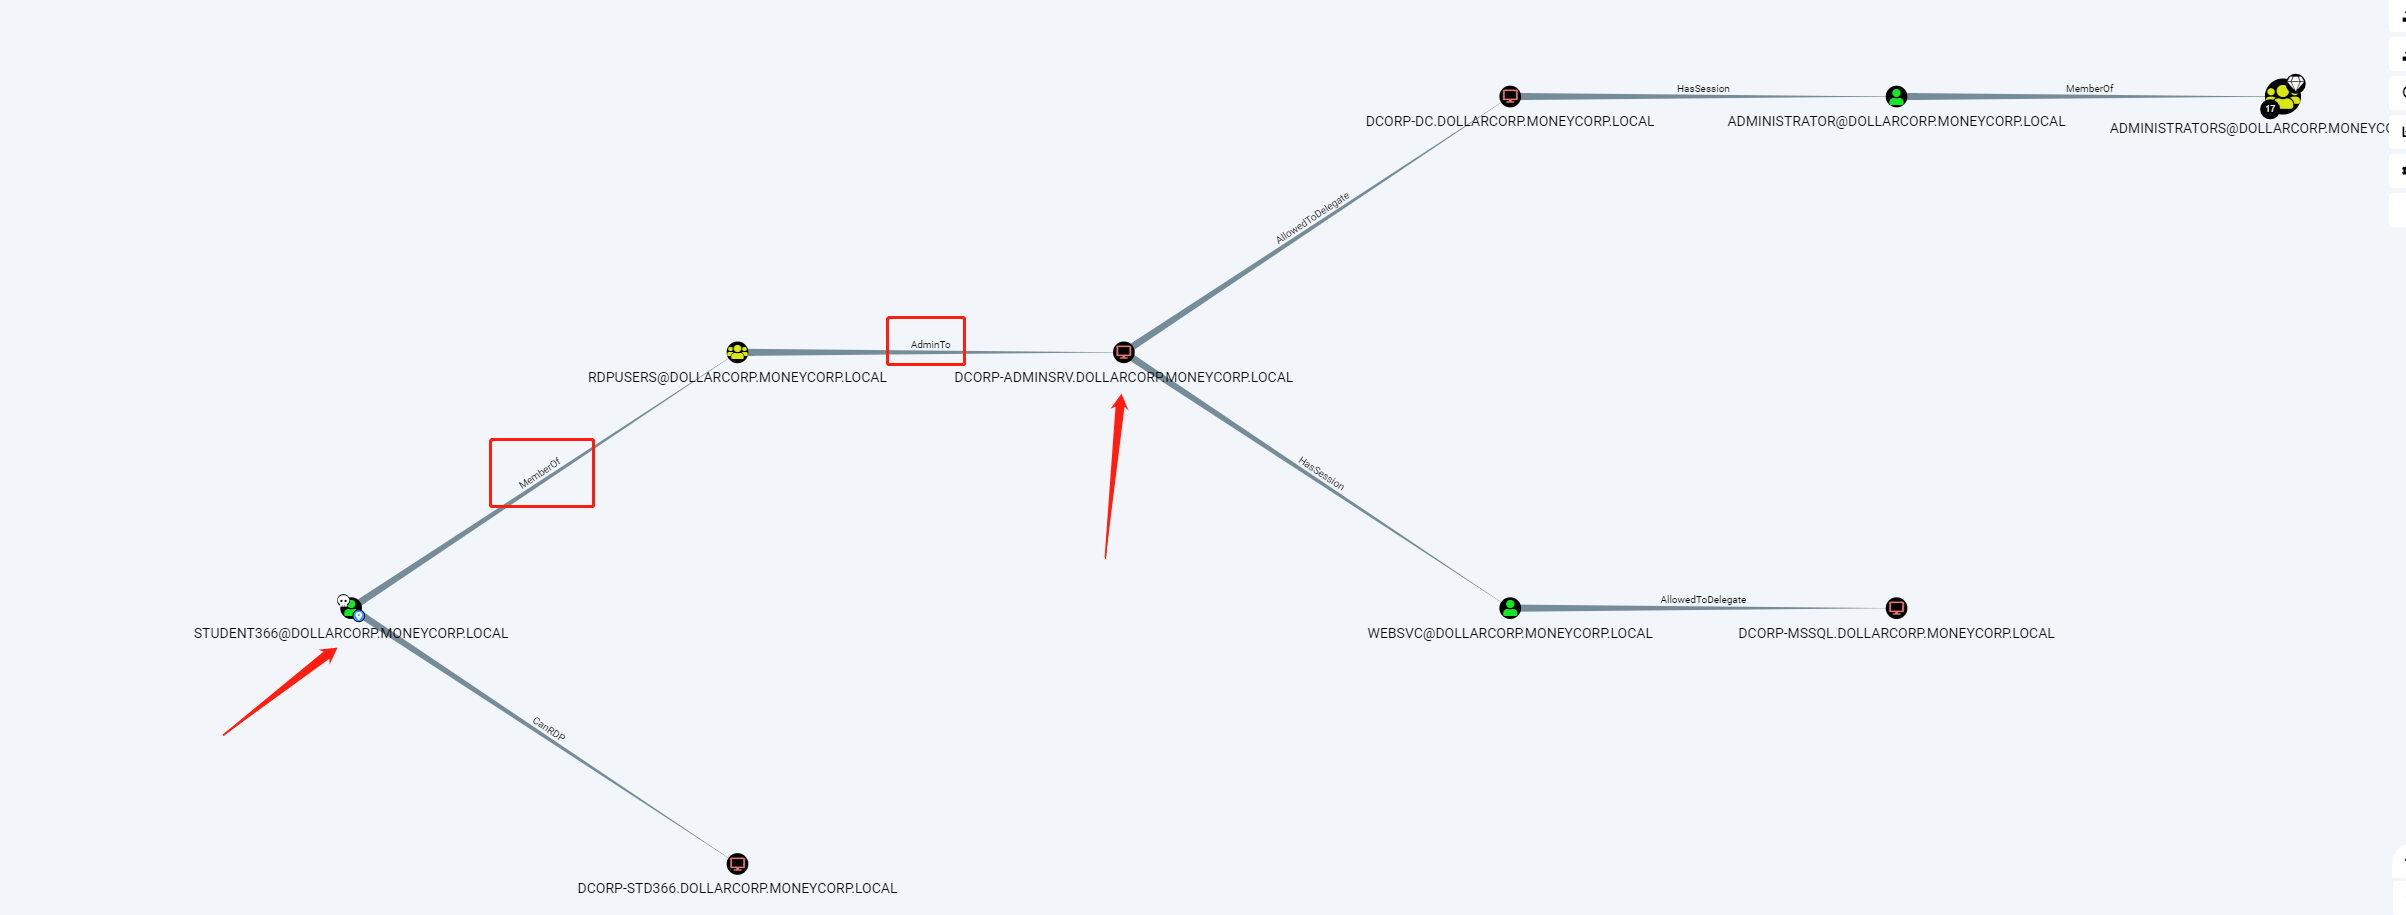 HasSession
MemberOf
DCORP-DC.DOLLARCORP.MONEYCORP.LOCAL
ADMINISTRATOR@DOLLARCORP.MONEYCORP.LOCAL
17
ADMINISTRATORS@DOLLARCORP.MONEYC
AllowedToDelegate
AdminTo
RDPUSERS@DOLLARCORP.MONEYCORP.LOCAL
DCORP-ADMINSRV.DOLLARCORP.MONEYCORP.LOCAL
MemberOf
HasSession
AllowedToDelegate
STUDENT366@DOLLARCORP.MONEYCORP.LOCAL
WEBSVC@DOLLARCORP.MONEYCORP.LOCAL
DCORP-MSSQL.DOLLARCORP.MONEYCORP.LOCAL
CanRDP
DCORP-STD366.DOLLARCORP.MONEYCORP.LOCAL